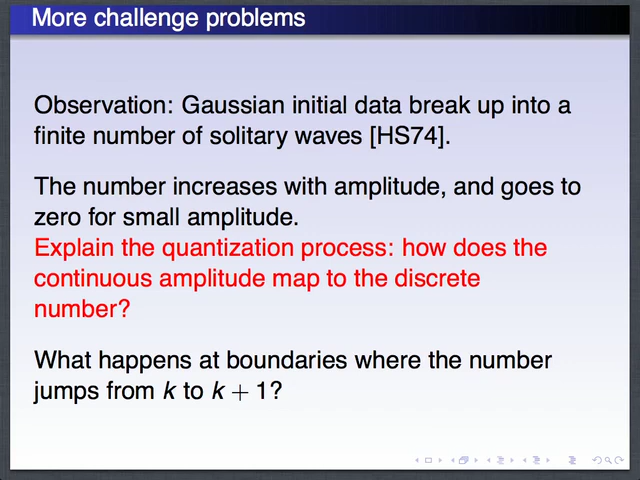 More challenge problems
Observation: Gaussian initial data break up into a
finite number of solitary waves [HS74].
The number increases with amplitude, and goes to
zero for small amplitude.
Explain the quantization process: how does the
continuous amplitude map to the discrete
number?
What happens at boundaries where the number
jumps from k to k + 1?